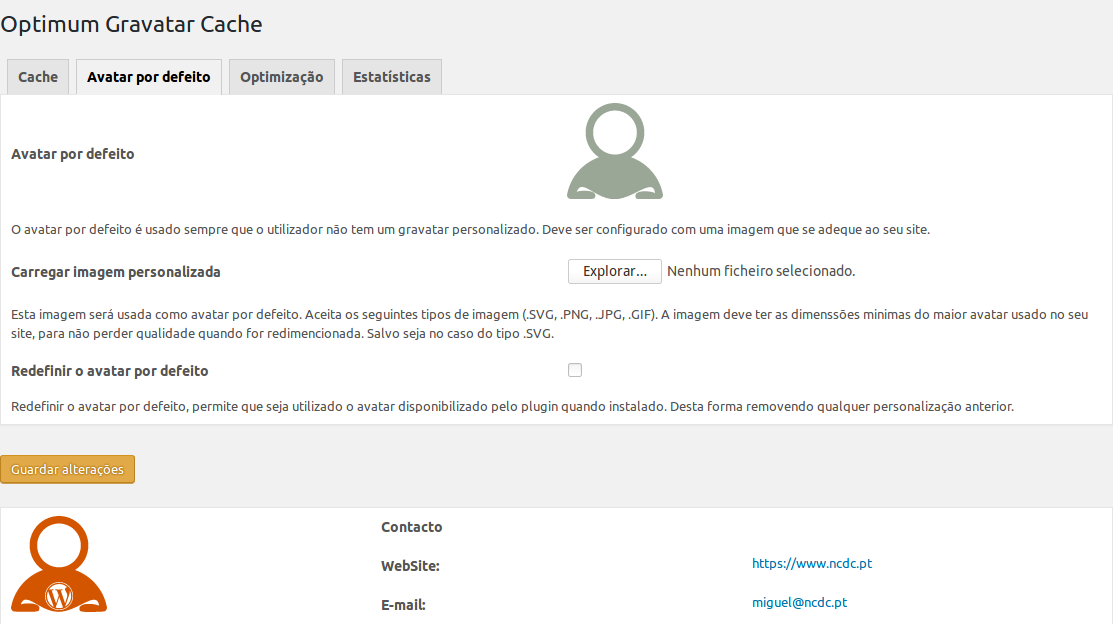 Optimum Gravatar Cache
Cache Avatar por defeito Optimização Estatísticas
Avatar por defeito
O avatar por defeito é usado sempre que o utilizador não tem um gravatar personalizado. Deve ser configurado com uma imagem que se adeque ao seu site.
Carregar imagem personalizada Explorar... Nenhum ficheiro selecionado.
Esta imagem será usada como avatar por defeito. Aceita os seguintes tipos de imagem (.SVG, .PNG, .JPG, .GIF). A imagem deve ter as dimenssões minimas do maior avatar usado no seu
site, para não perder qualidade quando for redimencionada. Salvo seja no caso do tipo .SVG.
Redefinir o avatar por defeito
Redefinir o avatar por defeito, permite que seja utilizado o avatar disponibilizado pelo plugin quando instalado. Desta forma removendo qualquer personalização anterior.
Guardar alterações
Contacto
WebSite: https://www.ncdc.pt
E-mail: miguel@ncdc.pt